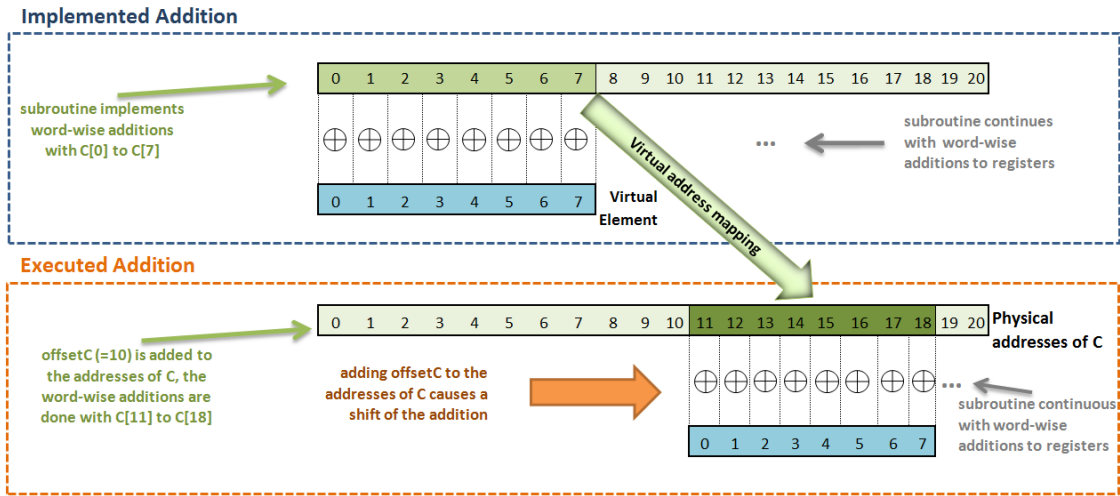 Implemented Addition
0 1 2 3 4 5 6 7 8 9 10 11 12 13 14 15 16 17 18 19 20
subroutine implements
word-wise additions
with C[0] to C[7]
...
subroutine continues
with word-wise
additions to registers
0 1 2 3 4 5 6 7
Virtual
Element
Virtual address mapping
Executed Addition
0 1 2 3 4 5 6 7 8 9 10 11 12 13 14 15 16 17 18 19 20
Physical
addresses of C
offsetC (=10) is added to
the addresses of C, the
word-wise additions are
done with C[11] to C[18]
adding offsetC to the
addresses of C causes a
shift of the addition
...
subroutine continuous
with word-wise
additions to registers
0 1 2 3 4 5 6 7